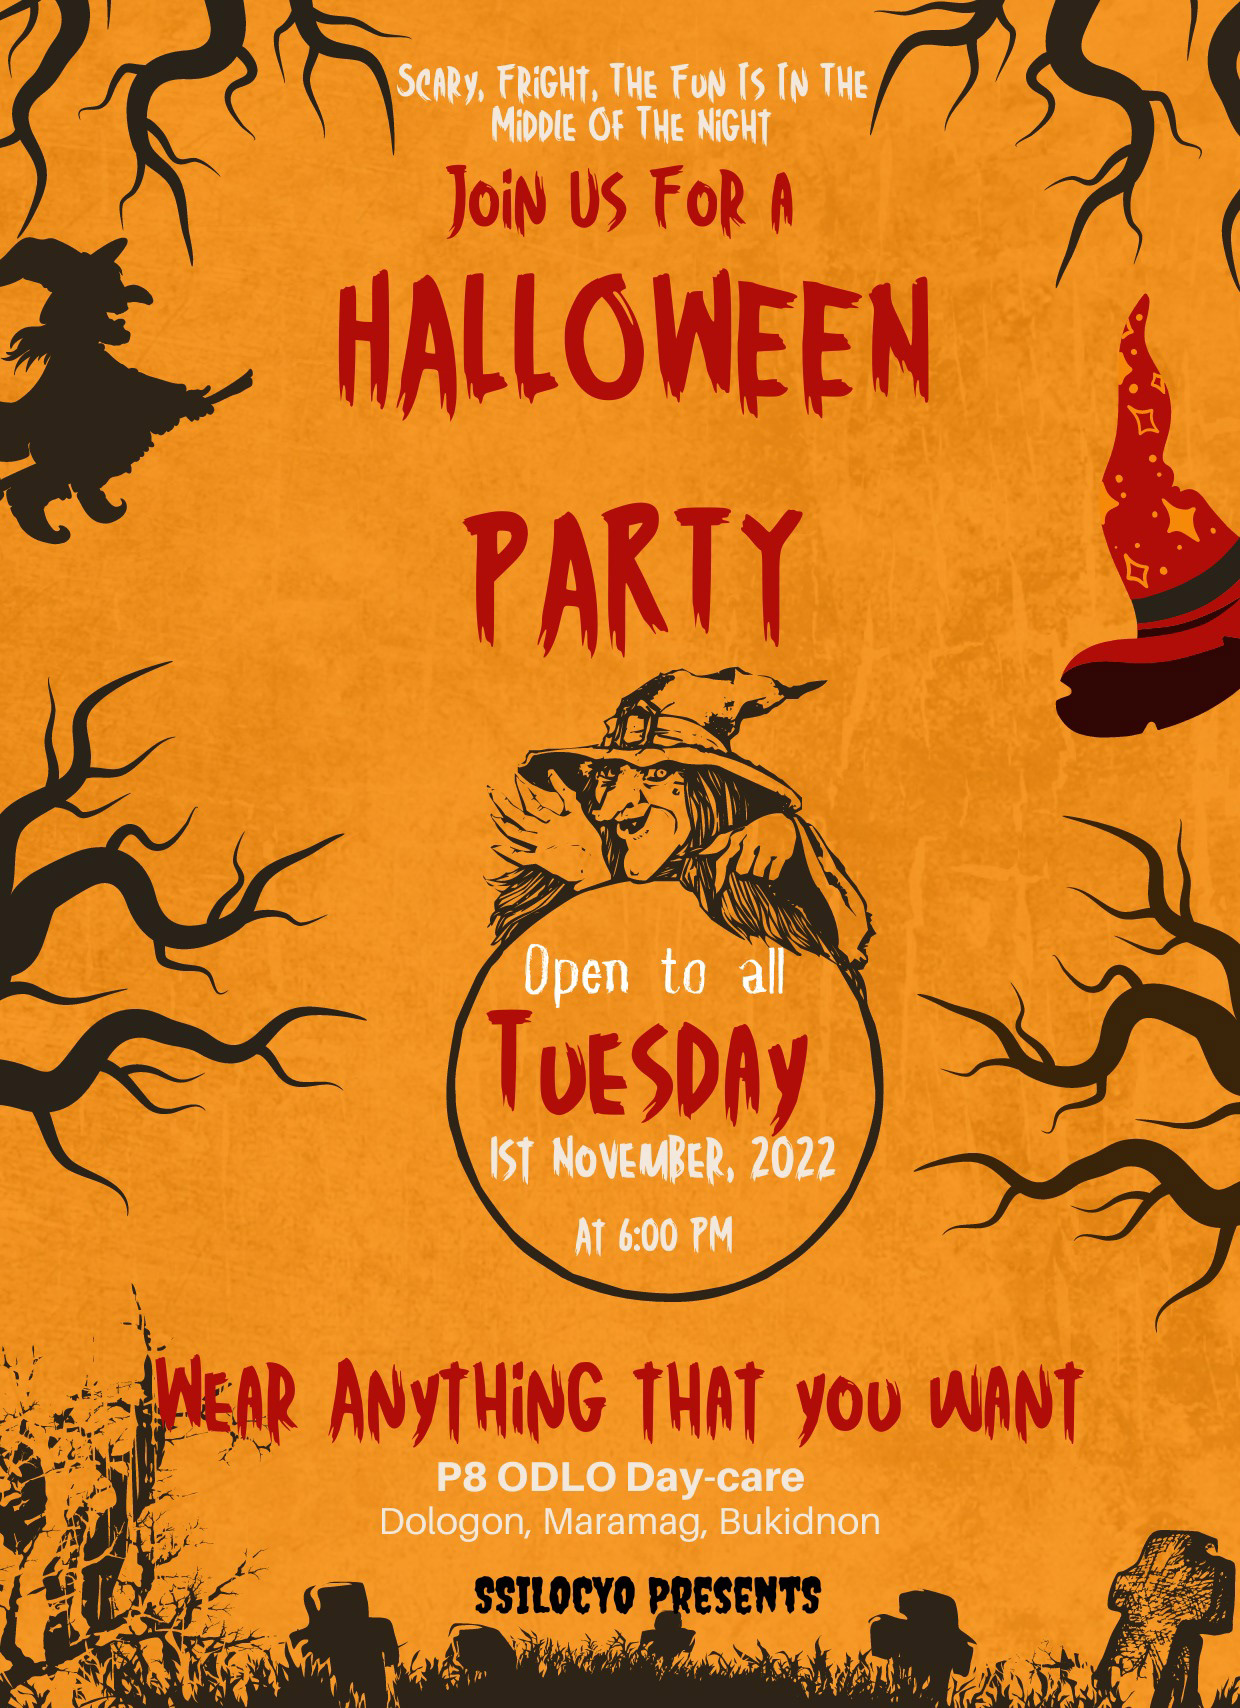 Scary, Fright, The Fun Is In The
Middle Of The Night
Join Us For A
HALLOWEEN
PARTY
Open to all
Tuesday
1st November, 2022
At 6:00 PM
Wear Anything that you want
P8 ODLO Day-care
Dologon, Maramag, Bukidnon
SSILOCYO PRESENTS